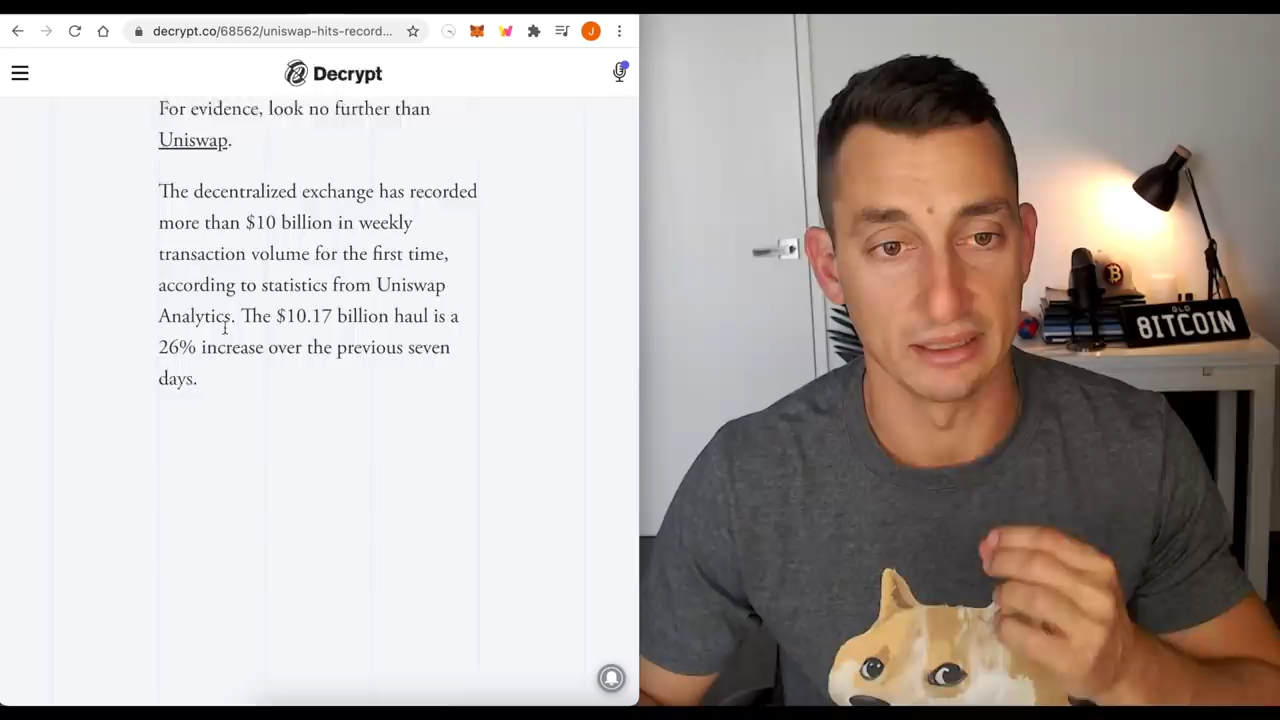 decrypt.co/68562/uniswap-hits-record...
J
Decrypt
For evidence, look no further than
Uniswap.
The decentralized exchange has recorded
more than $10 billion in weekly
transaction volume for the first time,
according to statistics from Uniswap
Analytics. The $10.17 billion haul is a
26% increase over the previous seven
days.
QLD
8ITCOIN